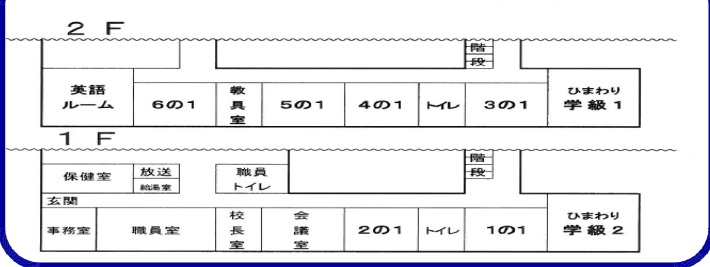 2 F
階
段
英語
ルーム
6の1
教
員
室
5の1
4の1
トイレ
3の1
ひまわり
学級1
1 F
保健室
放送
給湯室
職員
トイレ
階
段
玄関
事務室
職員室
校
長
室
会
議
室
2の1
トイレ
1の1
ひまわり
学級2